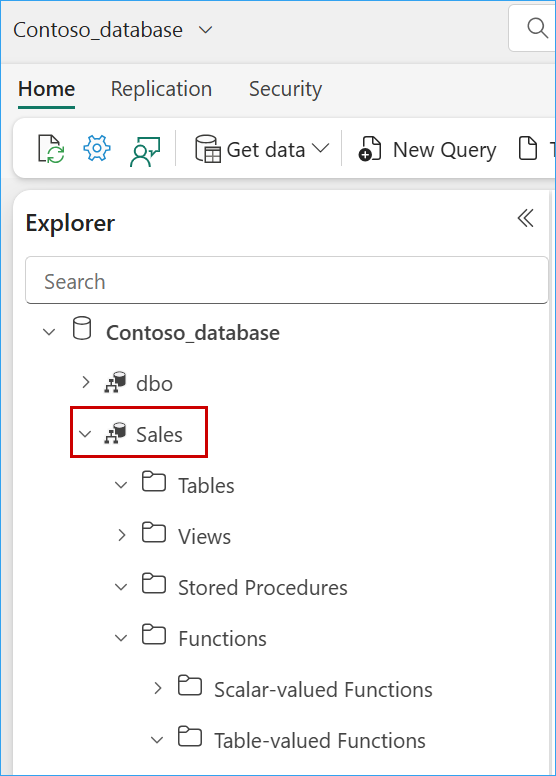 Contoso_database
Home Replication Security
Get data New Query
Explorer
Search
Contoso_database
dbo
Sales
Tables
Views
Stored Procedures
Functions
Scalar-valued Functions
Table-valued Functions